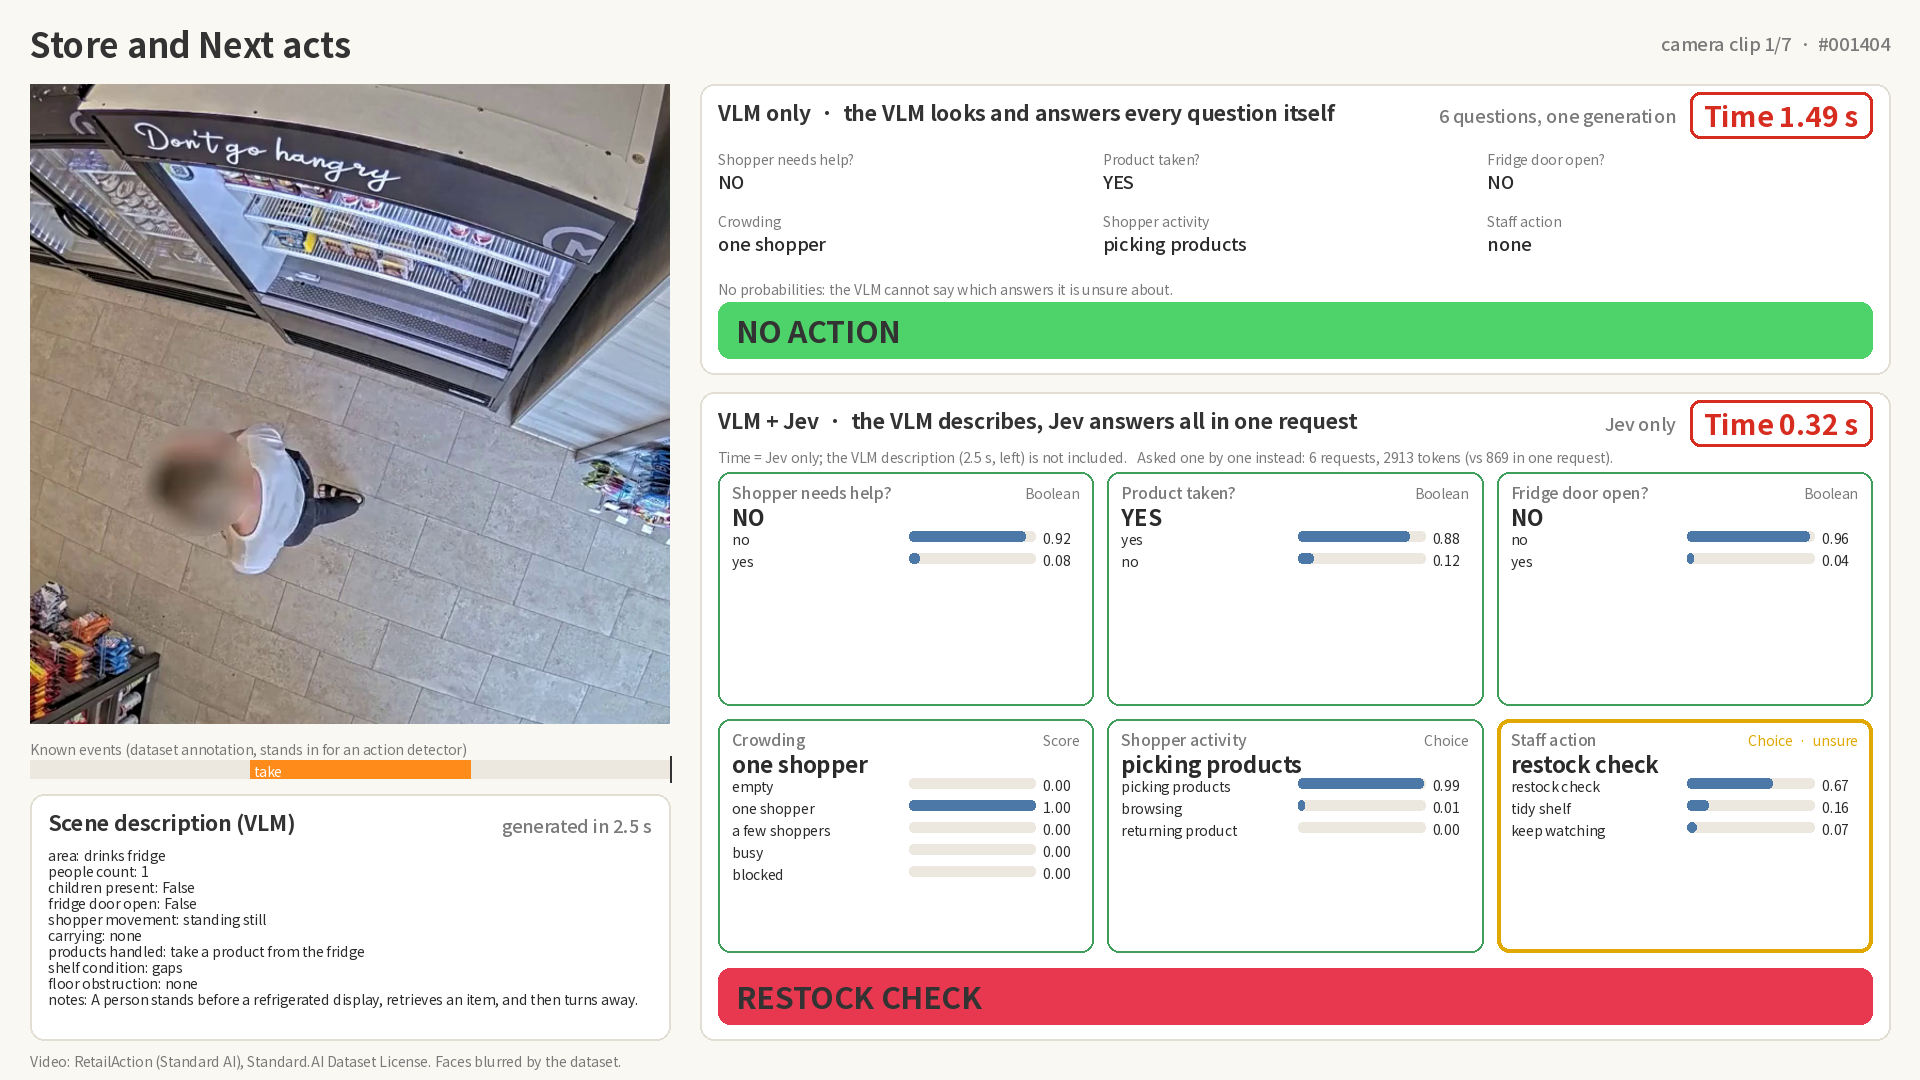 Store and Next acts
camera clip 1/7 · #001404
Don't go hangry
Known events (dataset annotation, stands in for an action detector)
take
Scene description (VLM)
generated in 2.5 s
area: drinks fridge
people count: 1
children present: False
fridge door open: False
shopper movement: standing still
carrying: none
products handled: take a product from the fridge
shelf condition: gaps
floor obstruction: none
notes: A person stands before a refrigerated display, retrieves an item, and then turns away.
Video: RetailAction (Standard AI), Standard.AI Dataset License. Faces blurred by the dataset.
VLM only · the VLM looks and answers every question itself
6 questions, one generation
Time 1.49 s
Shopper needs help?
NO
Product taken?
YES
Fridge door open?
NO
Crowding
one shopper
Shopper activity
picking products
Staff action
none
No probabilities: the VLM cannot say which answers it is unsure about.
NO ACTION
VLM + Jev · the VLM describes, Jev answers all in one request
Jev only
Time 0.32 s
Time = Jev only; the VLM description (2.5 s, left) is not included. Asked one by one instead: 6 requests, 2913 tokens (vs 869 in one request).
Shopper needs help?
Boolean
NO
no 0.92
yes 0.08
Product taken?
Boolean
YES
yes 0.88
no 0.12
Fridge door open?
Boolean
NO
no 0.96
yes 0.04
Crowding
Score
one shopper
empty 0.00
one shopper 1.00
a few shoppers 0.00
busy 0.00
blocked 0.00
Shopper activity
Choice
picking products
picking products 0.99
browsing 0.01
returning product 0.00
Staff action
Choice · unsure
restock check
restock check 0.67
tidy shelf 0.16
keep watching 0.07
RESTOCK CHECK